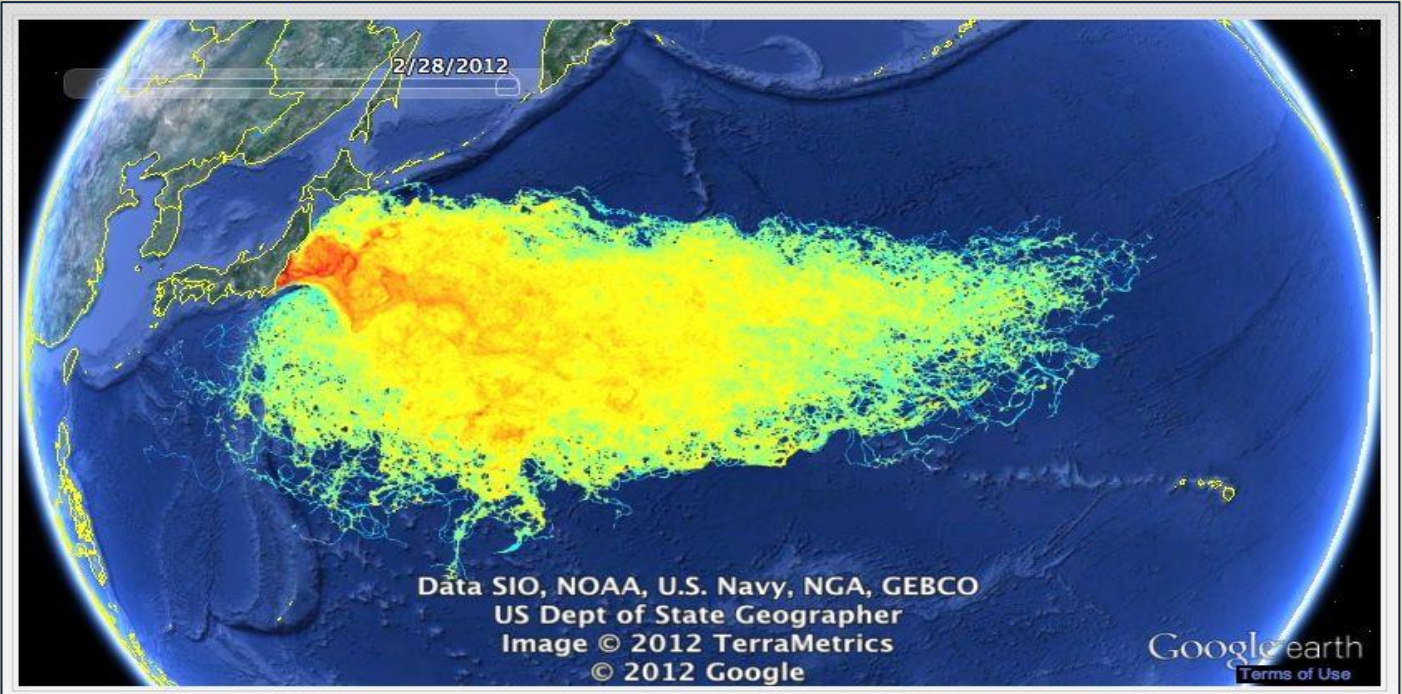 2/28/2012
Data SIO, NOAA, U.S. Navy, NGA, GEBCO
US Dept of State Geographer
Image © 2012 TerraMetrics
© 2012 Google
Google earth
Terms of Use